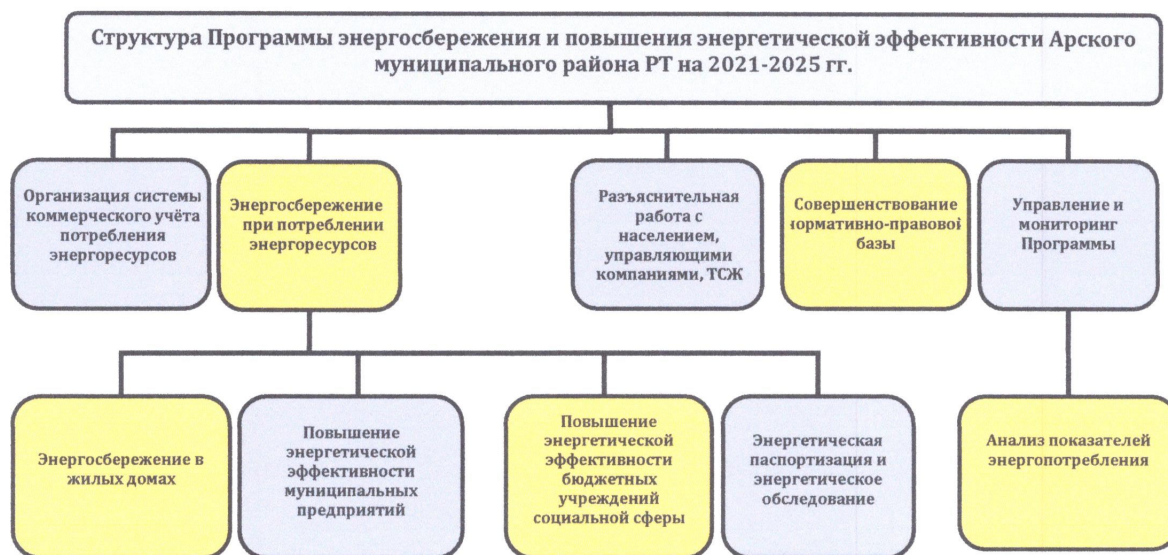 Структура Программы энергосбережения и повышения энергетической эффективности Арского
муниципального района РТ на 2021-2025 гг.
Организация системы
коммерческого учёта
потребления
энергоресурсов
Энергосбережение
при потреблении
энергоресурсов
Разъяснительная
работа с
населением,
управляющими
компаниями, ТСЖ
Совершенствование
нормативно-правовой
базы
Управление и
мониторинг
Программы
Энергосбережение в
жилых домах
Повышение
энергетической
эффективности
муниципальных
предприятий
Повышение
энергетической
эффективности
бюджетных
учреждений
социальной сферы
Энергетическая
паспортизация и
энергетическое
обследование
Анализ показателей
энергопотребления